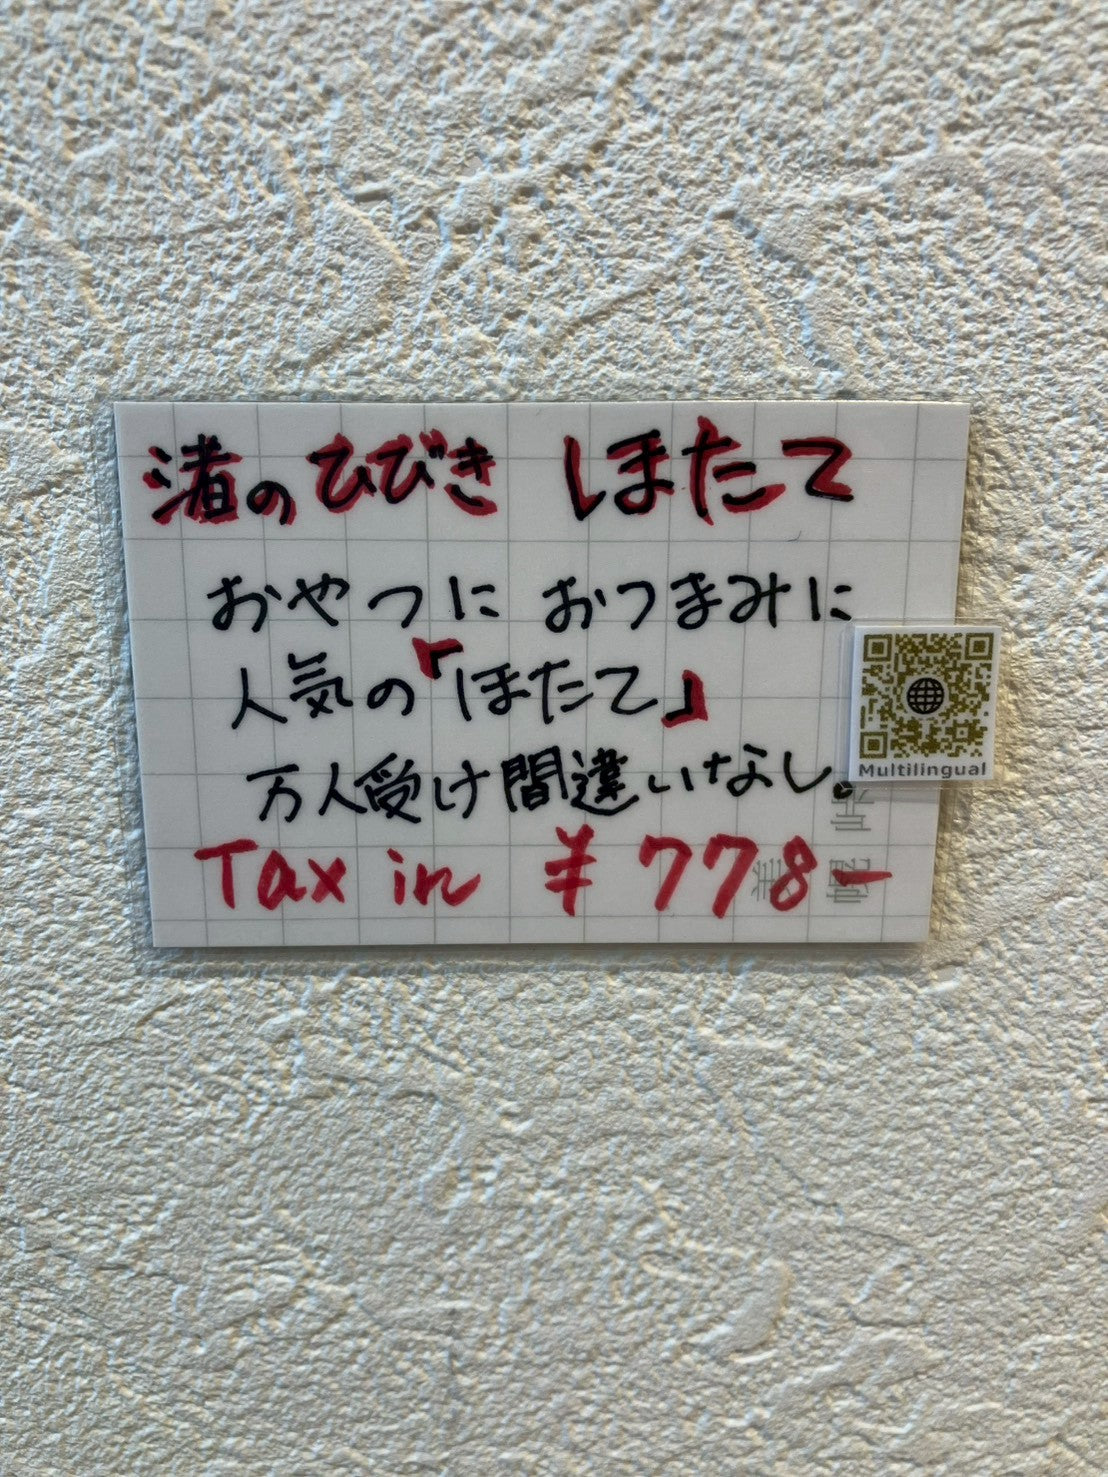 渚のひびき ほたて
おやつに おつまみに
人気の「ほたて」
万人受け間違いなし。
Tax in ¥778-
Multilingual